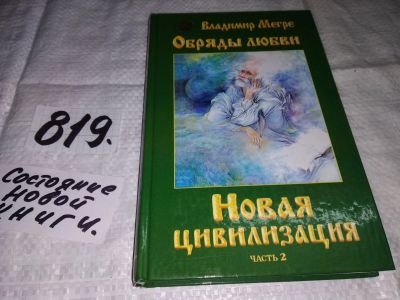 819.
Состояние
новой
книги.
Владимир Мегре
Обряды любви
Новая
цивилизация
часть 2